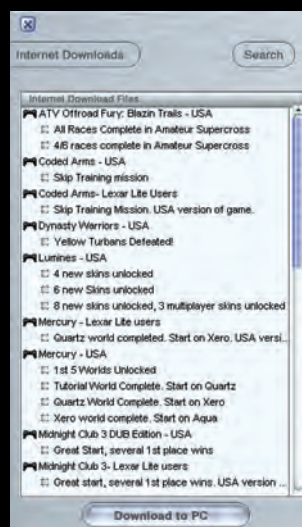 Internet Downloads
Search
Internet Download Files
ATV Offroad Fury: Blazin Trails - USA
All Races Complete in Amateur Supercross
4/6 races complete in Amateur Supercross
Coded Arms - USA
Skip Training mission
Coded Arms- Lexar Lite Users
Skip Training Mission. USA version of game.
Dynasty Warriors - USA
Yellow Turbans Defeated!
Lumines - USA
4 new skins unlocked
6 new Skins unlocked
8 new skins unlocked, 3 multiplayer skins unlocked
Mercury - Lexar Lite users
Quartz world completed. Start on Xero. USA versi...
Mercury - USA
1st 5 Worlds Unlocked
Tutorial World Complete. Start on Quartz
Quartz World Complete. Start on Xero
Xero world complete. Start on Aqua
Midnight Club 3 DUB Edition - USA
Great Start, several 1st place wins
Midnight Club 3- Lexar Lite users
Great start, several 1st place wins. USA version ...
Download to PC